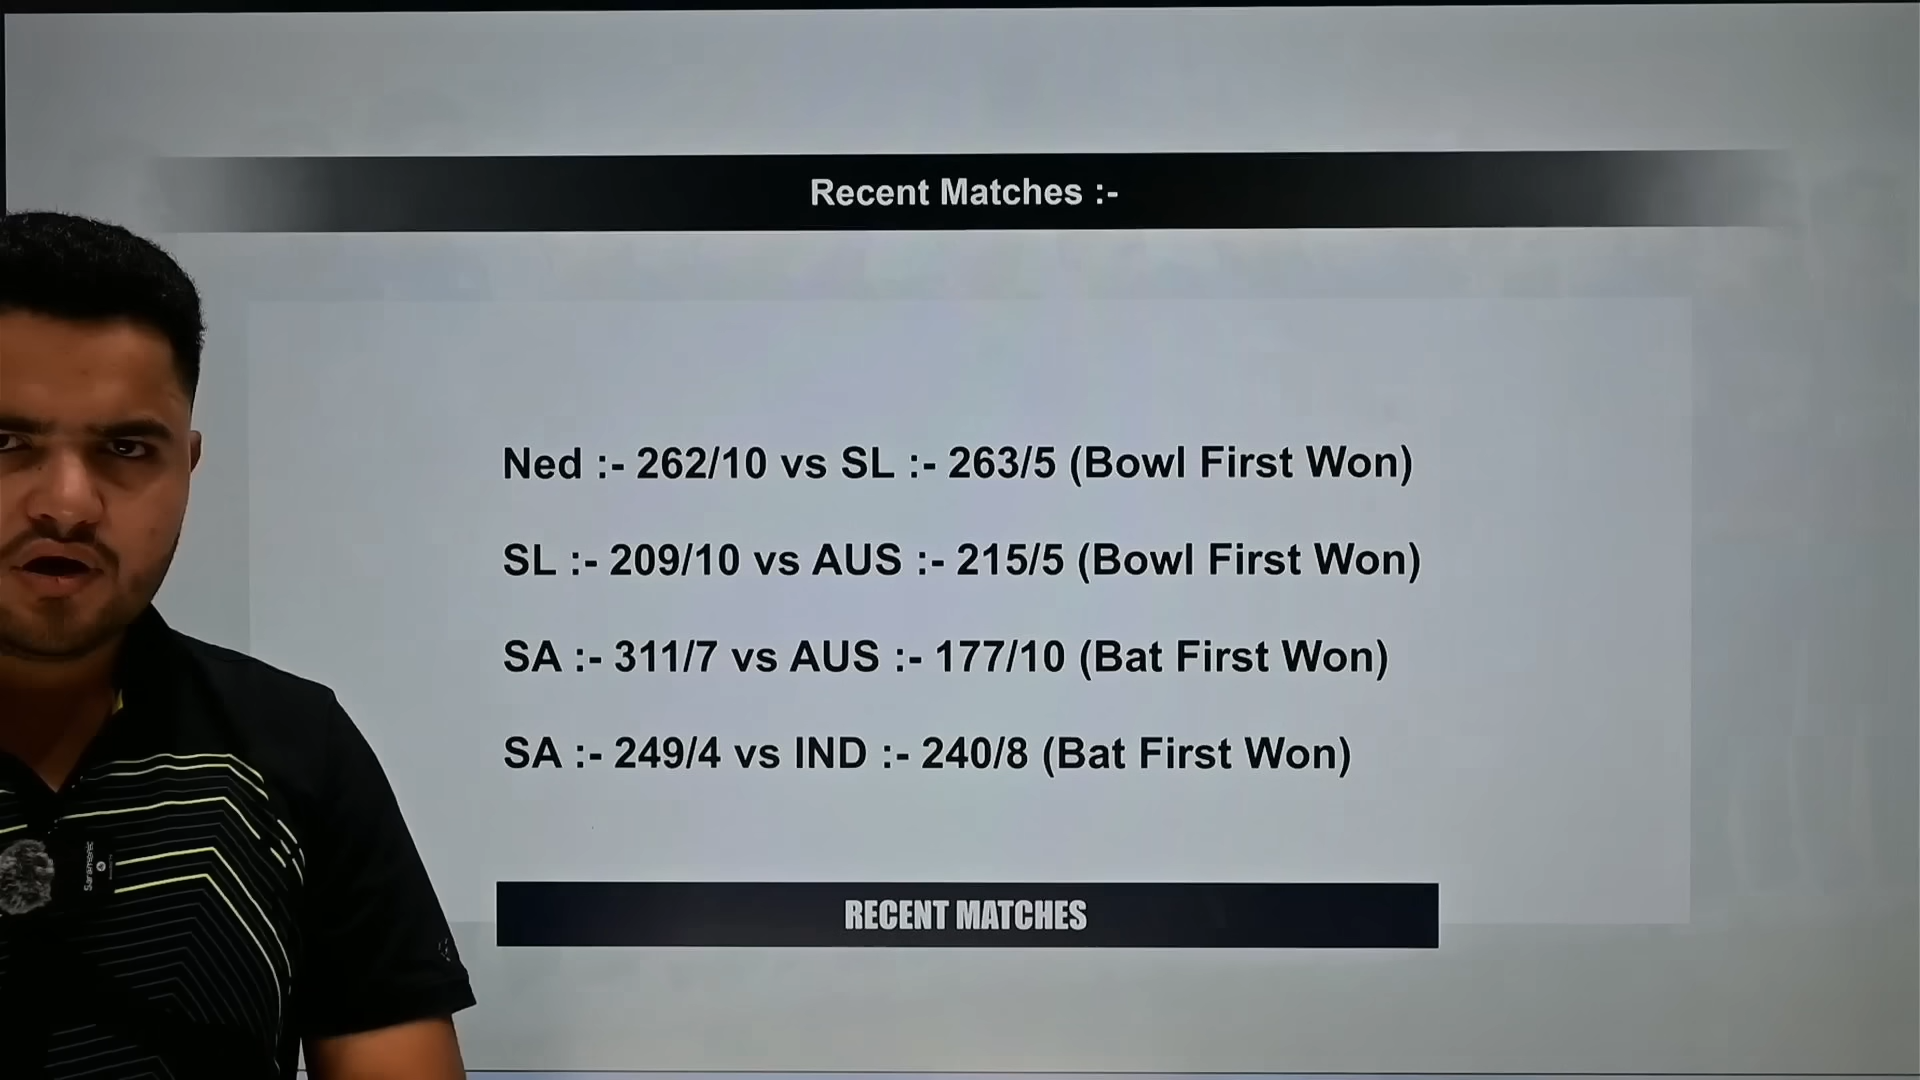 Recent Matches :-
Ned :- 262/10 vs SL :- 263/5 (Bowl First Won)
SL :- 209/10 vs AUS :- 215/5 (Bowl First Won)
SA :- 311/7 vs AUS :- 177/10 (Bat First Won)
SA :- 249/4 vs IND :- 240/8 (Bat First Won)
RECENT MATCHES
Saramonic